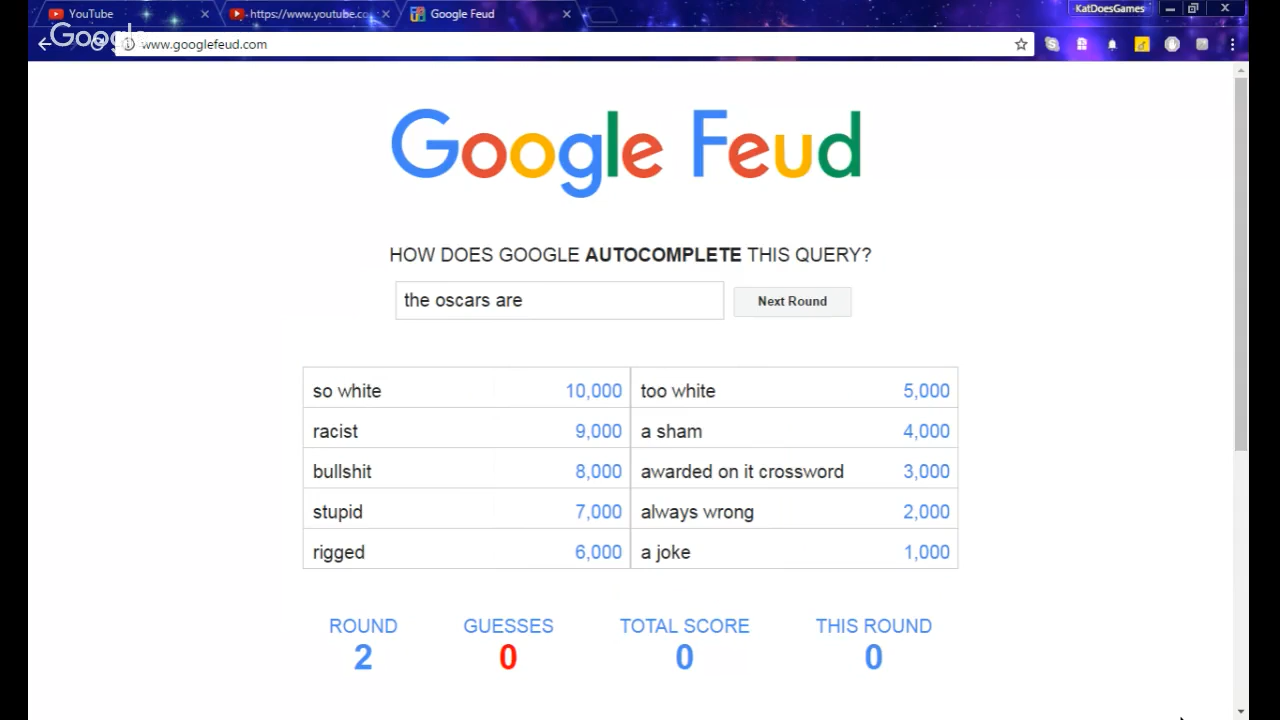 YouTube
https://www.youtube.co
Google Feud
KatDoesGames
Google
www.googlefeud.com
Google Feud
HOW DOES GOOGLE AUTOCOMPLETE THIS QUERY?
the oscars are
Next Round
so white 10,000 too white 5,000
racist 9,000 a sham 4,000
bullshit 8,000 awarded on it crossword 3,000
stupid 7,000 always wrong 2,000
rigged 6,000 a joke 1,000
ROUND GUESSES TOTAL SCORE THIS ROUND
2 0 0 0